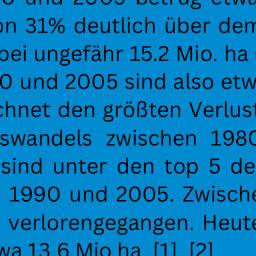 0 und 2005 betrug etwa
on 31% deutlich über dem
bei ungefähr 15.2 Mio. ha
0 und 2005 sind also etw
chnet den größten Verlust
swandels zwischen 1980
sind unter den top 5 de
1990 und 2005. Zwische
verlorengegangen. Heute
wa 13,6 Mio ha. [1], [2]